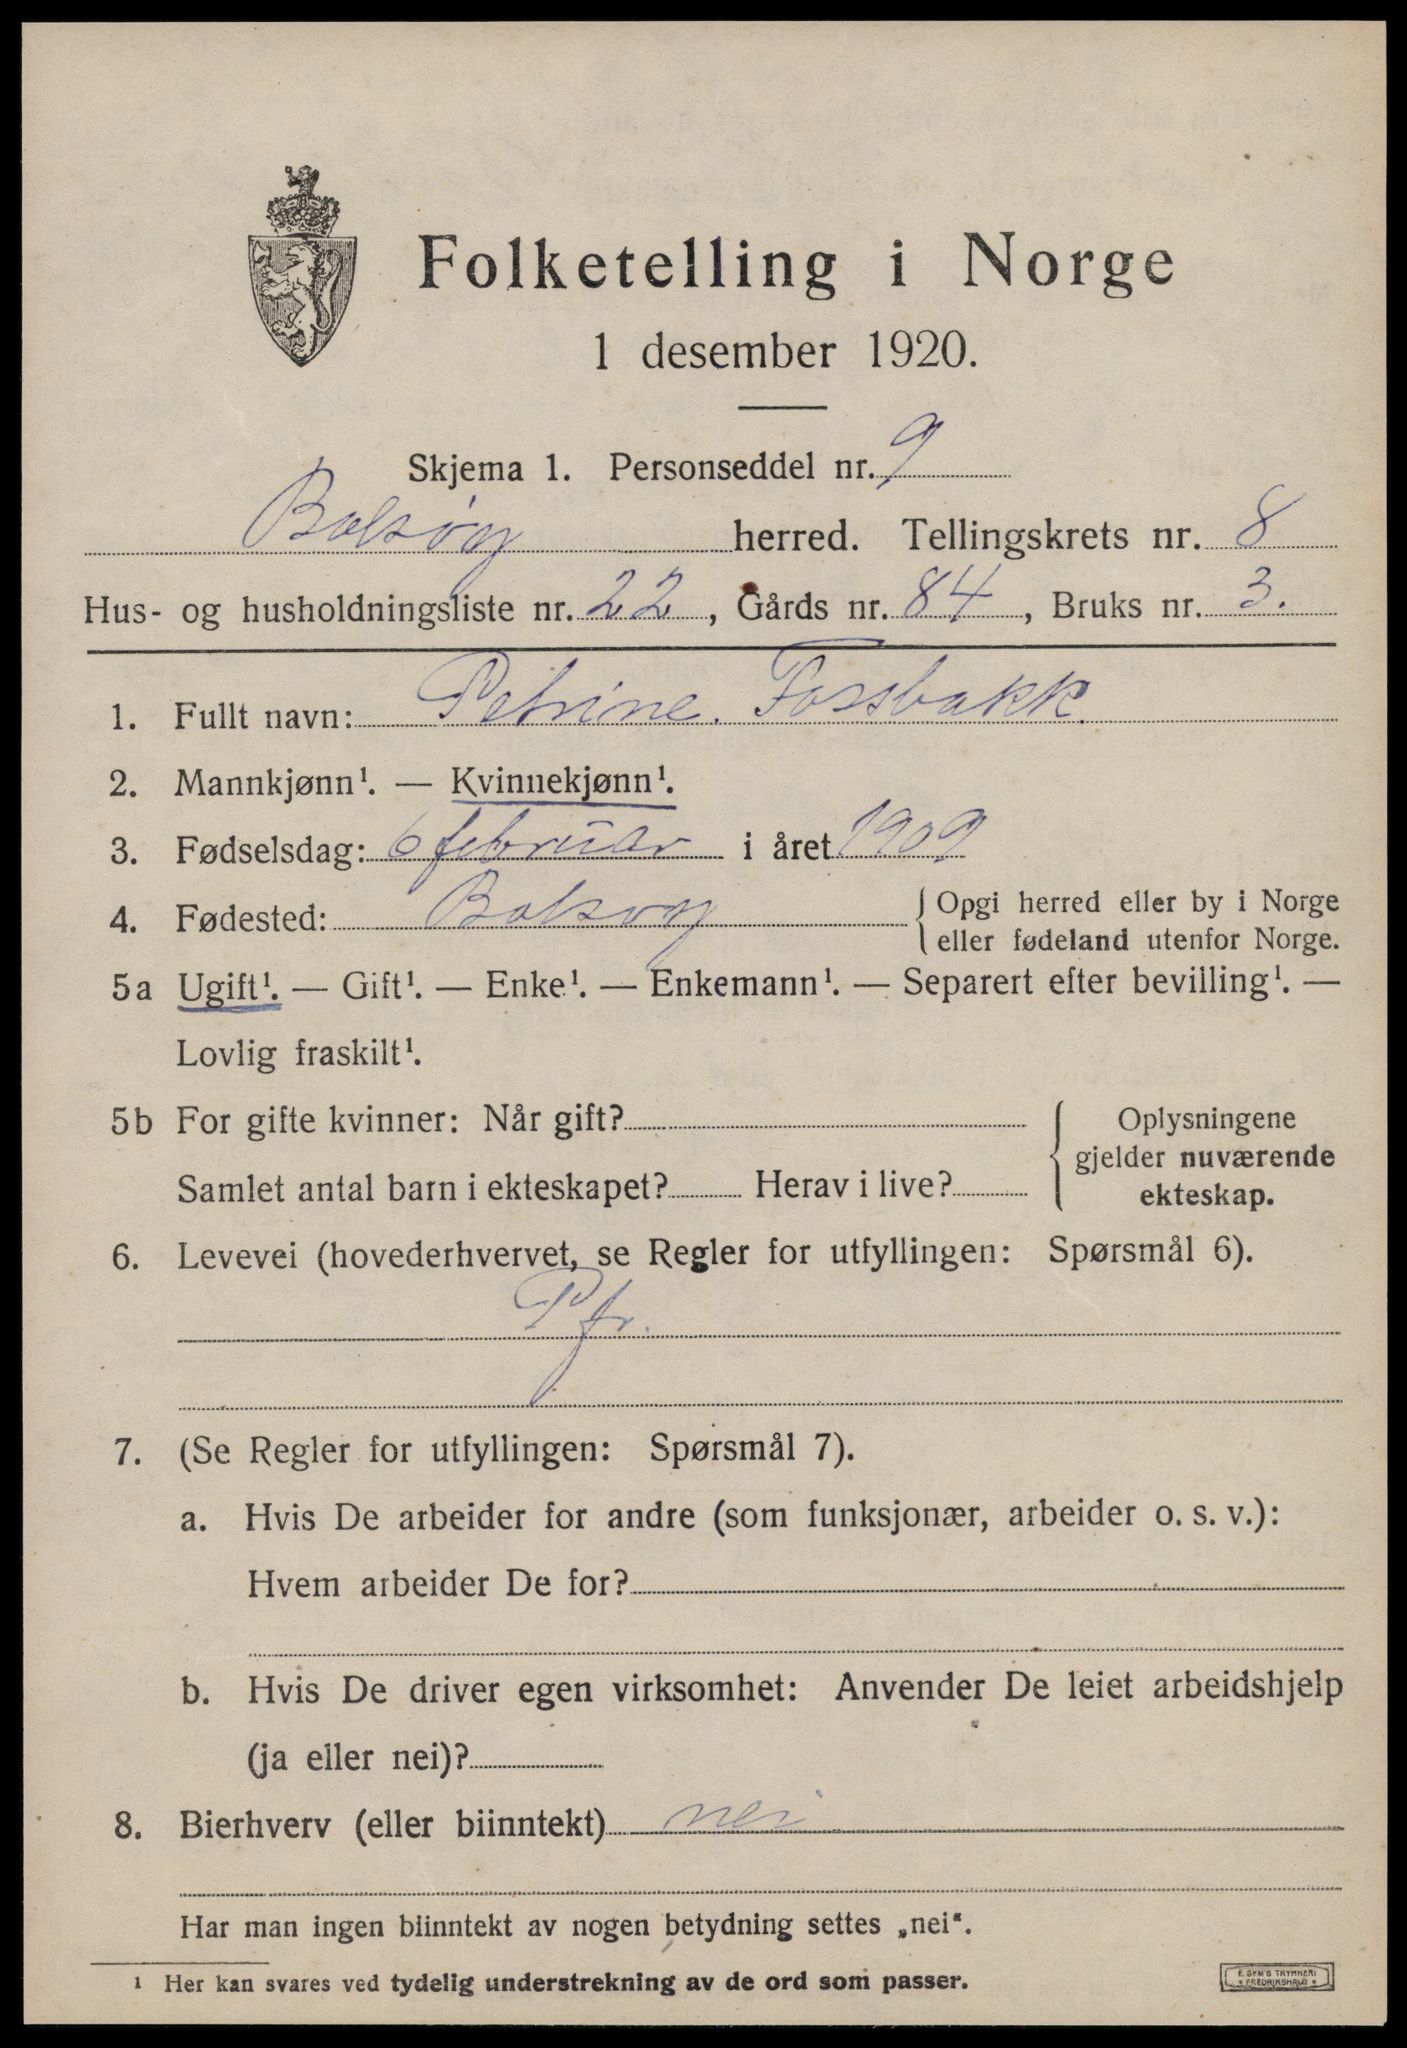 Folketelling i Norge
1 desember 1920.
Skjema 1. Personseddel nr. 9
Bolsøy herred. Tellingskrets nr. 8
Hus- og husholdningsliste nr. 22, Gårds nr. 84, Bruks nr. 3.
1. Fullt navn: Petrine. Fossbakk.
2. Mannkjønn¹. — Kvinnekjønn¹.
3. Fødselsdag: 6 februar i året 1909
4. Fødested: Bolsøy { Opgi herred eller by i Norge
eller fødeland utenfor Norge.
5a Ugift¹. — Gift¹. — Enke¹. — Enkemann¹. — Separert efter bevilling¹. —
Lovlig fraskilt¹.
5b For gifte kvinner: Når gift? { Oplysningene
gjelder nuværende
Samlet antal barn i ekteskapet? Herav i live? ekteskap.
6. Levevei (hovederhvervet, se Regler for utfyllingen: Spørsmål 6).
Pfr.
7. (Se Regler for utfyllingen: Spørsmål 7).
a. Hvis De arbeider for andre (som funksjonær, arbeider o. s. v.):
Hvem arbeider De for?
b. Hvis De driver egen virksomhet: Anvender De leiet arbeidshjelp
(ja eller nei)?
8. Bierhverv (eller biinntekt) nei
Har man ingen biinntekt av nogen betydning settes „nei“.
¹ Her kan svares ved tydelig understrekning av de ord som passer.
E. SEM'S TRYKKERI
FREDRIKSHALD